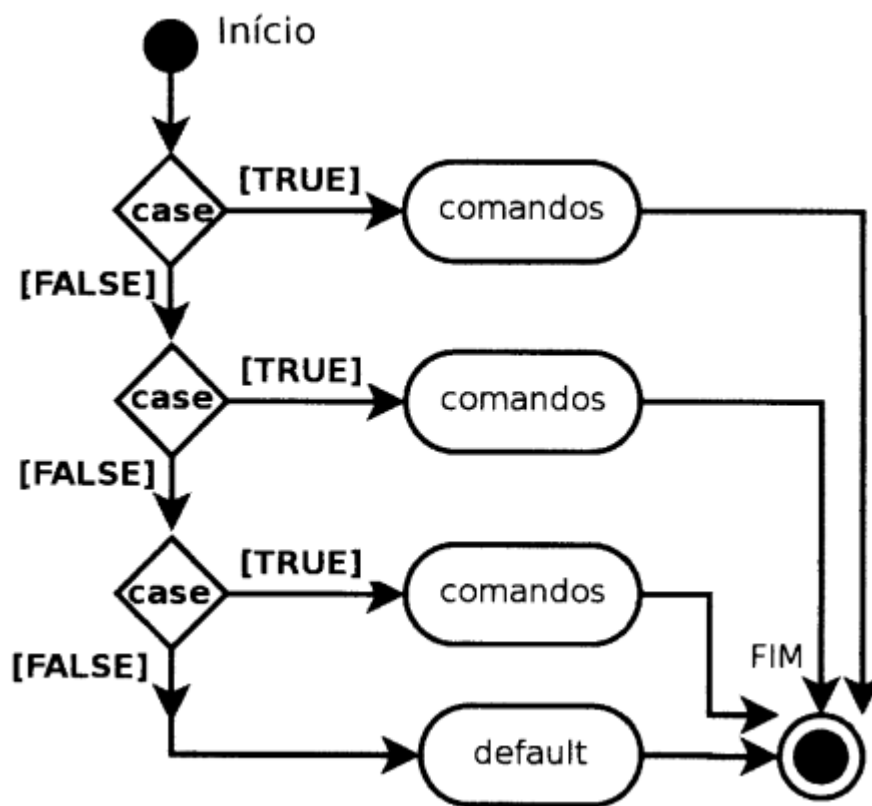 Início
[TRUE]
case
comandos
[FALSE]
[TRUE]
case
comandos
[FALSE]
[TRUE]
case
comandos
[FALSE]
FIM
default